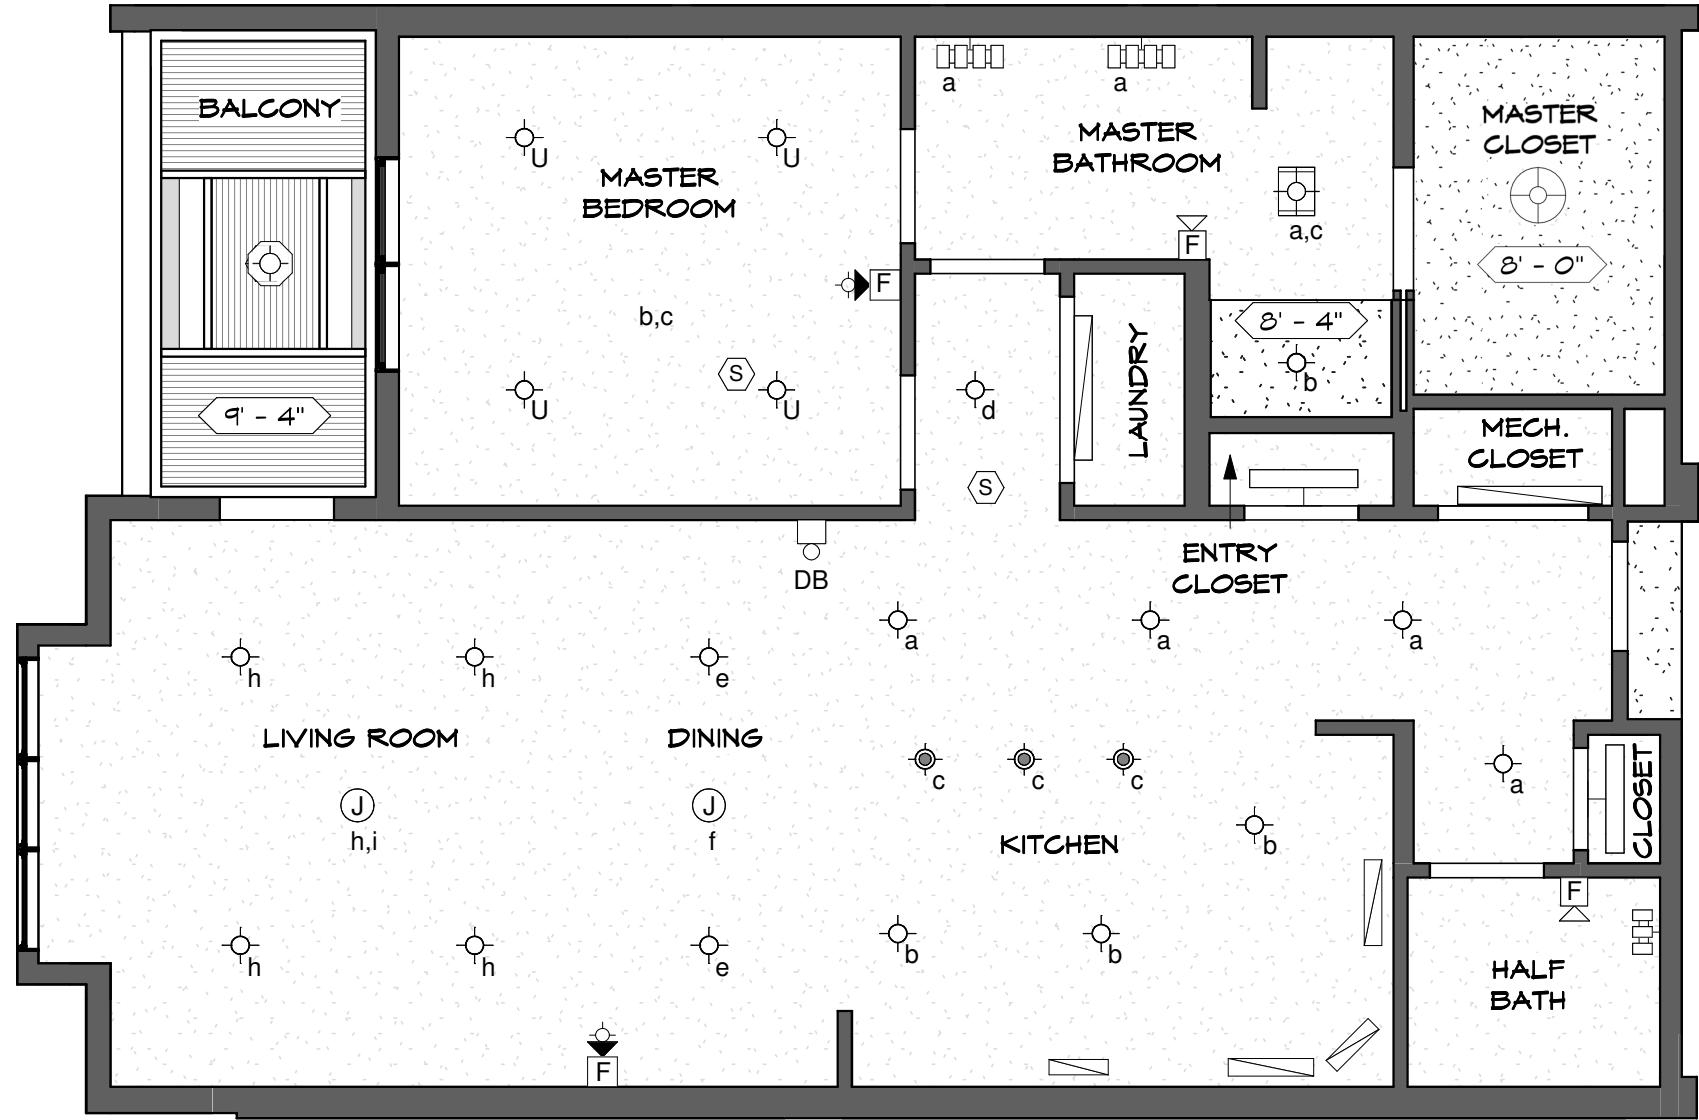 a
a
BALCONY
MASTER
CLOSET
MASTER
BATHROOM
U
U
MASTER
BEDROOM
a,c
F
8' - 0"
F
b,c
8' - 4"
S
b
9' - 4"
U
U
d
LAUNDRY
MECH.
CLOSET
S
ENTRY
CLOSET
DB
a
a
a
h
h
e
LIVING ROOM
DINING
c
c
c
a
CLOSET
J
h,i
J
f
KITCHEN
b
F
h
h
e
b
b
HALF
BATH
F